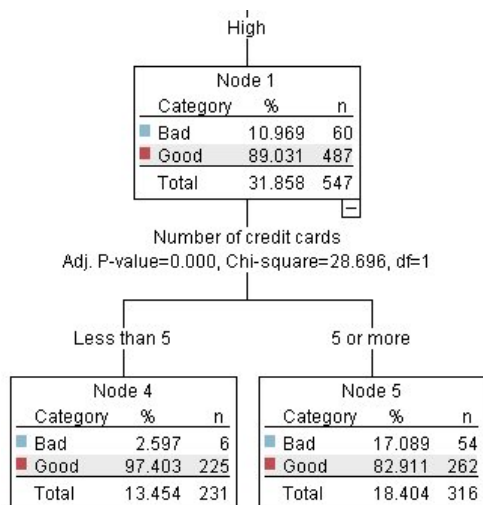 High
Node 1
Category % n
Bad 10.969 60
Good 89.031 487
Total 31.858 547
Number of credit cards
Adj. P-value=0.000, Chi-square=28.696, df=1
Less than 5
5 or more
Node 4
Category % n
Bad 2.597 6
Good 97.403 225
Total 13.454 231
Node 5
Category % n
Bad 17.089 54
Good 82.911 262
Total 18.404 316